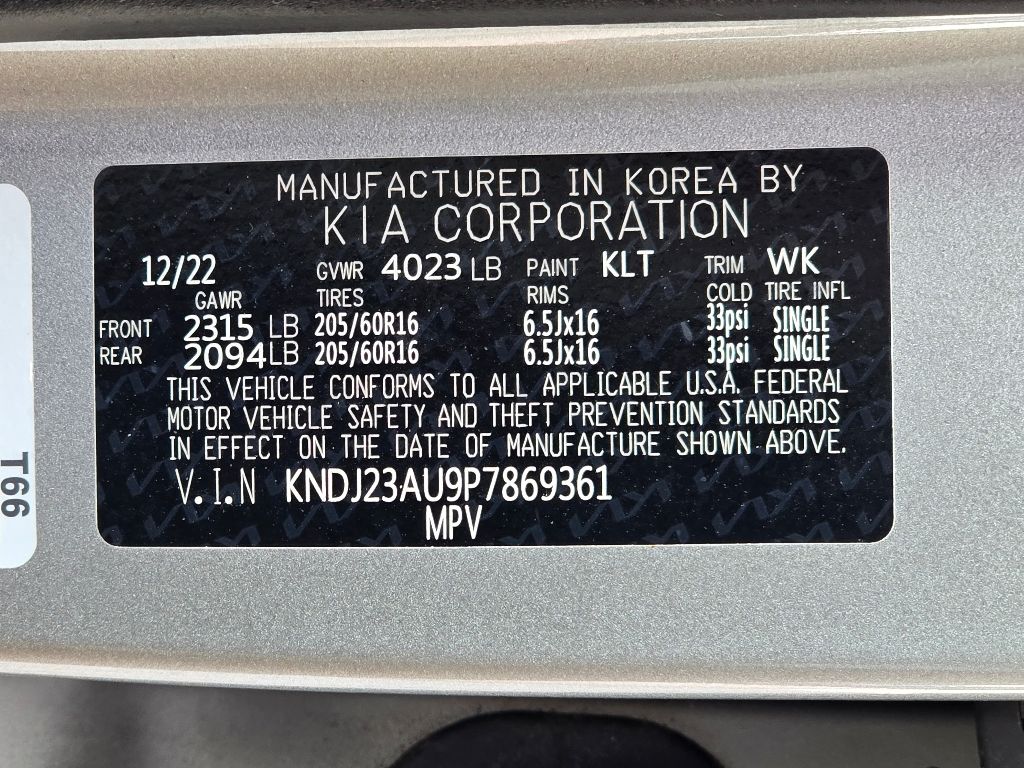 MANUFACTURED IN KOREA BY
KIA CORPORATION
12/22 GVWR 4023 LB PAINT KLT TRIM WK
GAWR TIRES RIMS COLD TIRE INFL
FRONT 2315 LB 205/60R16 6.5Jx16 33psi SINGLE
REAR 2094 LB 205/60R16 6.5Jx16 33psi SINGLE
THIS VEHICLE CONFORMS TO ALL APPLICABLE U.S.A. FEDERAL
MOTOR VEHICLE SAFETY AND THEFT PREVENTION STANDARDS
IN EFFECT ON THE DATE OF MANUFACTURE SHOWN ABOVE.
V.I.N KNDJ23AU9P7869361
MPV
T66